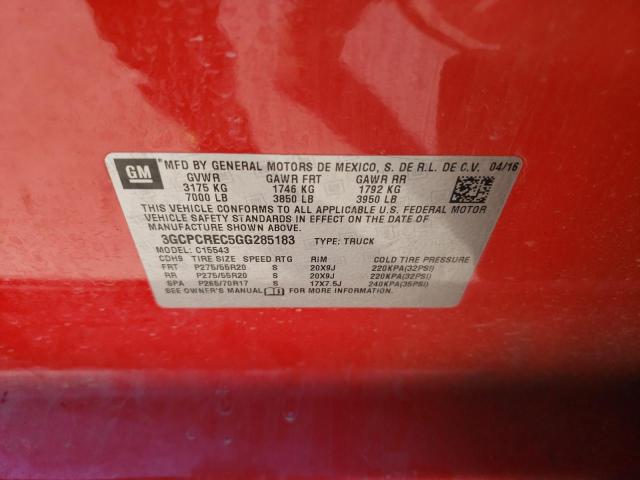 GM
MFD BY GENERAL MOTORS DE MEXICO, S. DE R.L. DE C.V. 04/16
GVWR GAWR FRT GAWR RR
3175 KG 1746 KG 1792 KG
7000 LB 3850 LB 3950 LB
THIS VEHICLE CONFORMS TO ALL APPLICABLE U.S. FEDERAL MOTOR
VEHICLE SAFETY STANDARDS IN EFFECT ON THE DATE OF
MANUFACTURE SHOWN ABOVE.
3GCPCREC5GG285183 TYPE: TRUCK
MODEL: C15543
CDH9 TIRE SIZE SPEED RTG RIM COLD TIRE PRESSURE
FRT P275/55R20 S 20X9J 220KPA(32PSI)
RR P275/55R20 S 20X9J 220KPA(32PSI)
SPA P265/70R17 S 17X7.5J 240KPA(35PSI)
SEE OWNER'S MANUAL FOR MORE INFORMATION.